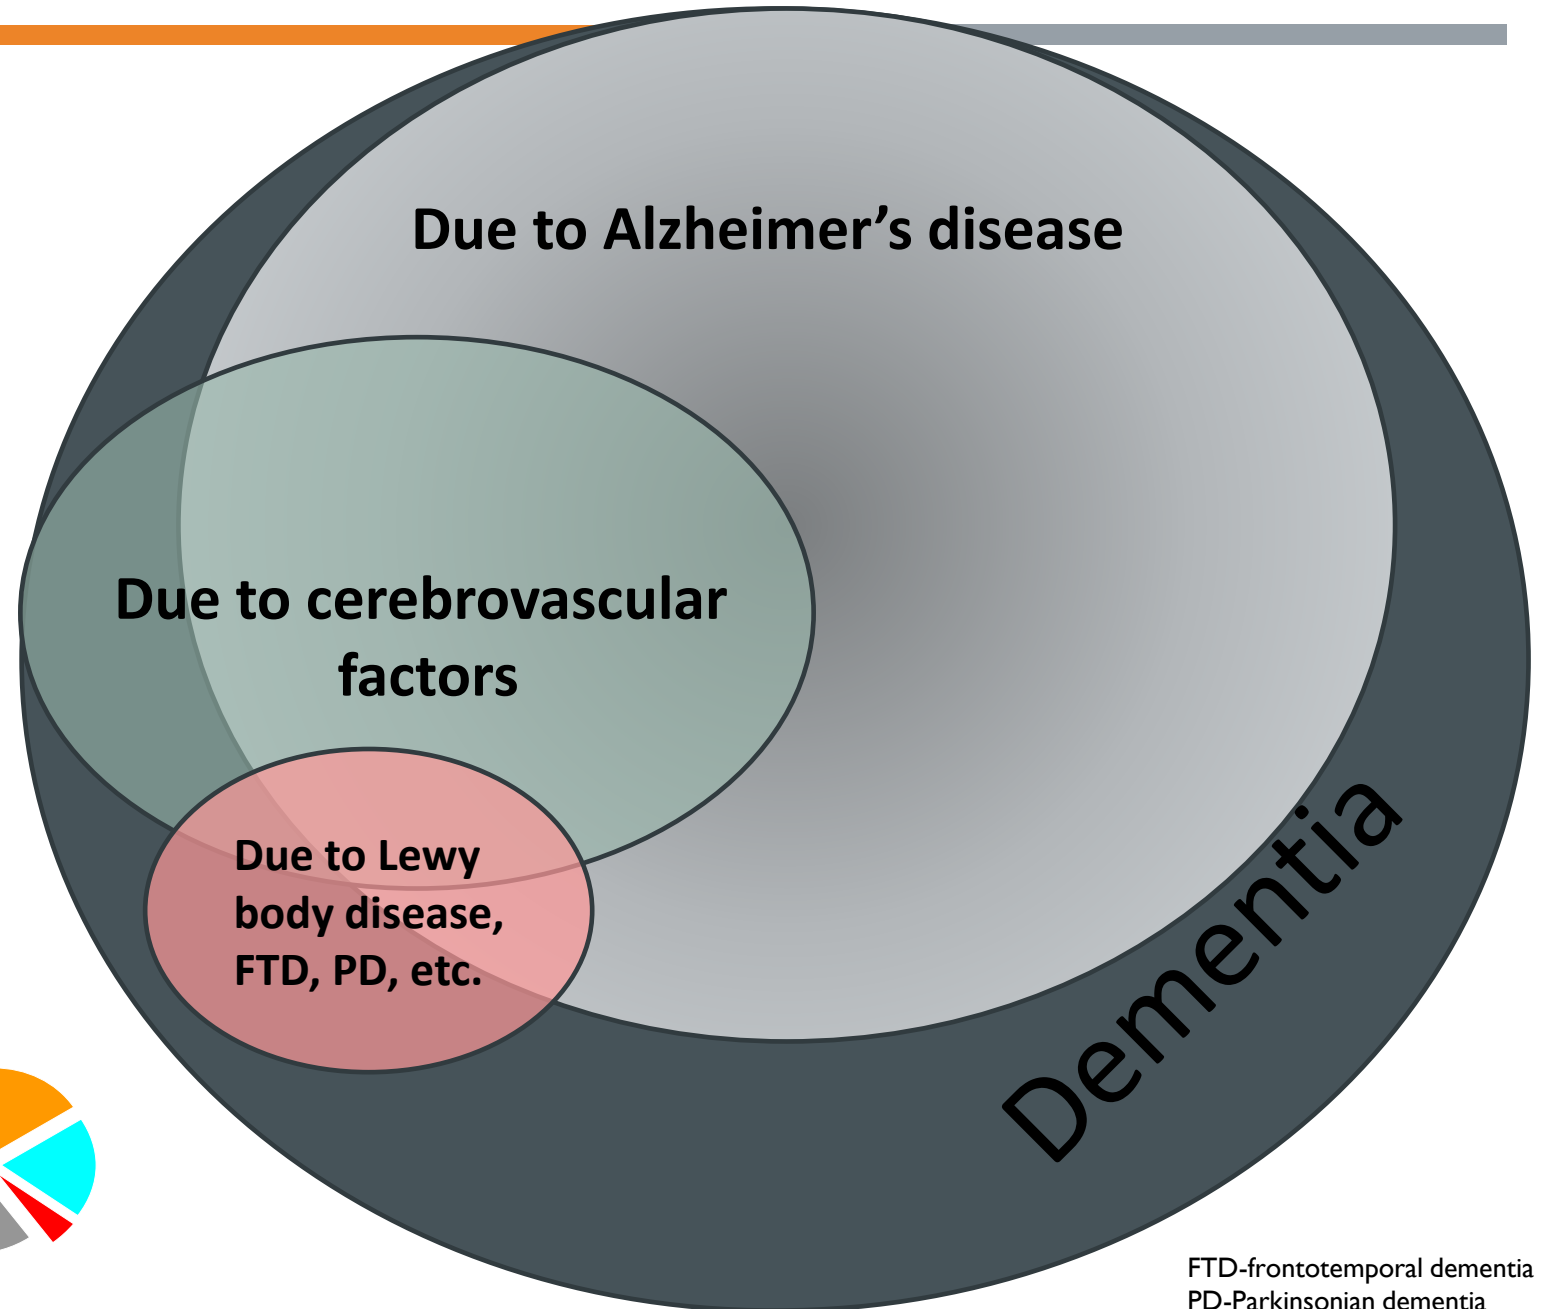 Due to Alzheimer’s disease
Due to cerebrovascular
factors
Due to Lewy
body disease,
FTD, PD, etc.
Dementia
FTD-frontotemporal dementia
PD-Parkinsonian dementia